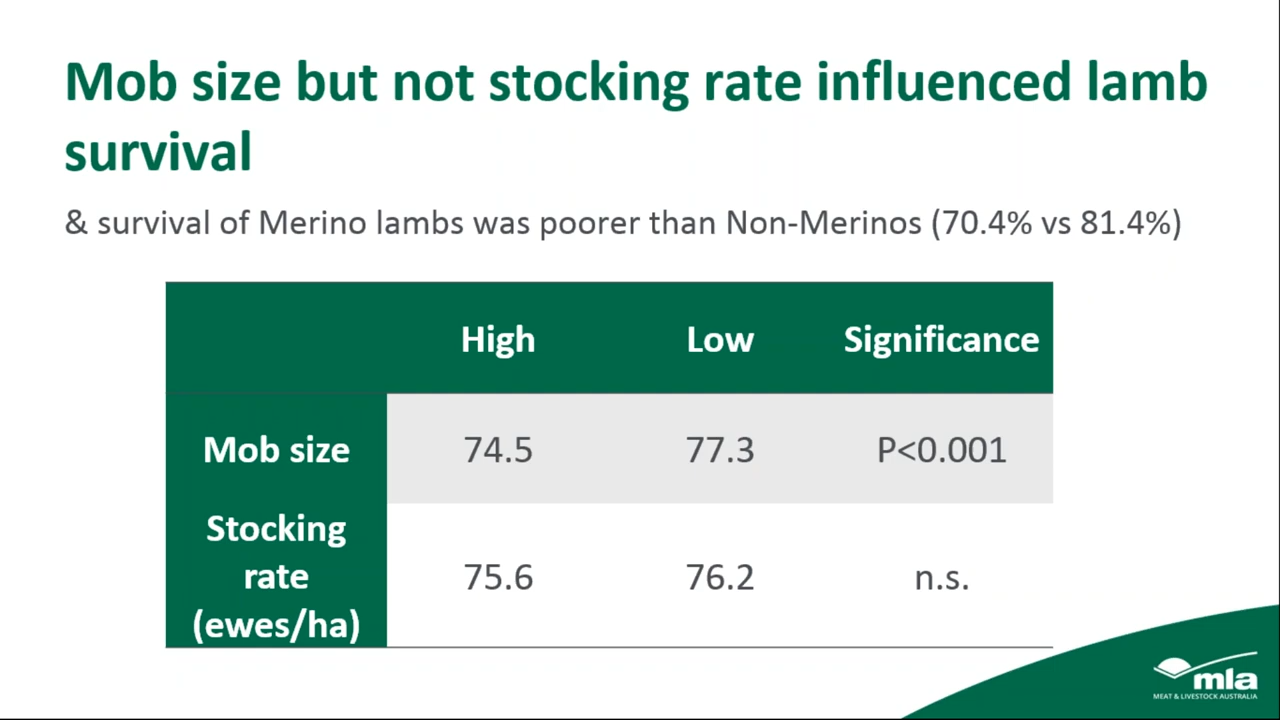 Mob size but not stocking rate influenced lamb
survival
& survival of Merino lambs was poorer than Non-Merinos (70.4% vs 81.4%)
High Low Significance
Mob size 74.5 77.3 P<0.001
Stocking
rate 75.6 76.2 n.s.
(ewes/ha)
mla
MEAT & LIVESTOCK AUSTRALIA